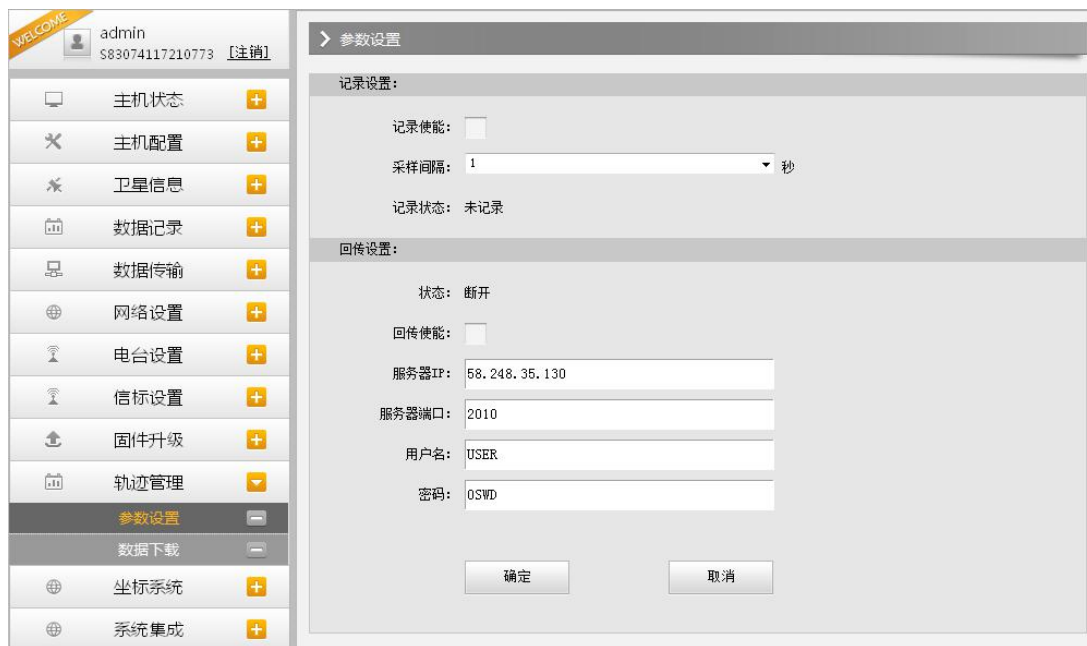 WELCOME
admin
S83074117210773 [注销]
主机状态
主机配置
卫星信息
数据记录
数据传输
网络设置
电台设置
信标设置
固件升级
轨迹管理
参数设置
数据下载
坐标系统
系统集成
参数设置
记录设置:
记录使能:
采样间隔: 1 秒
记录状态: 未记录
回传设置:
状态: 断开
回传使能:
服务器IP: 58.248.35.130
服务器端口: 2010
用户名: USER
密码: OSWD
确定 取消